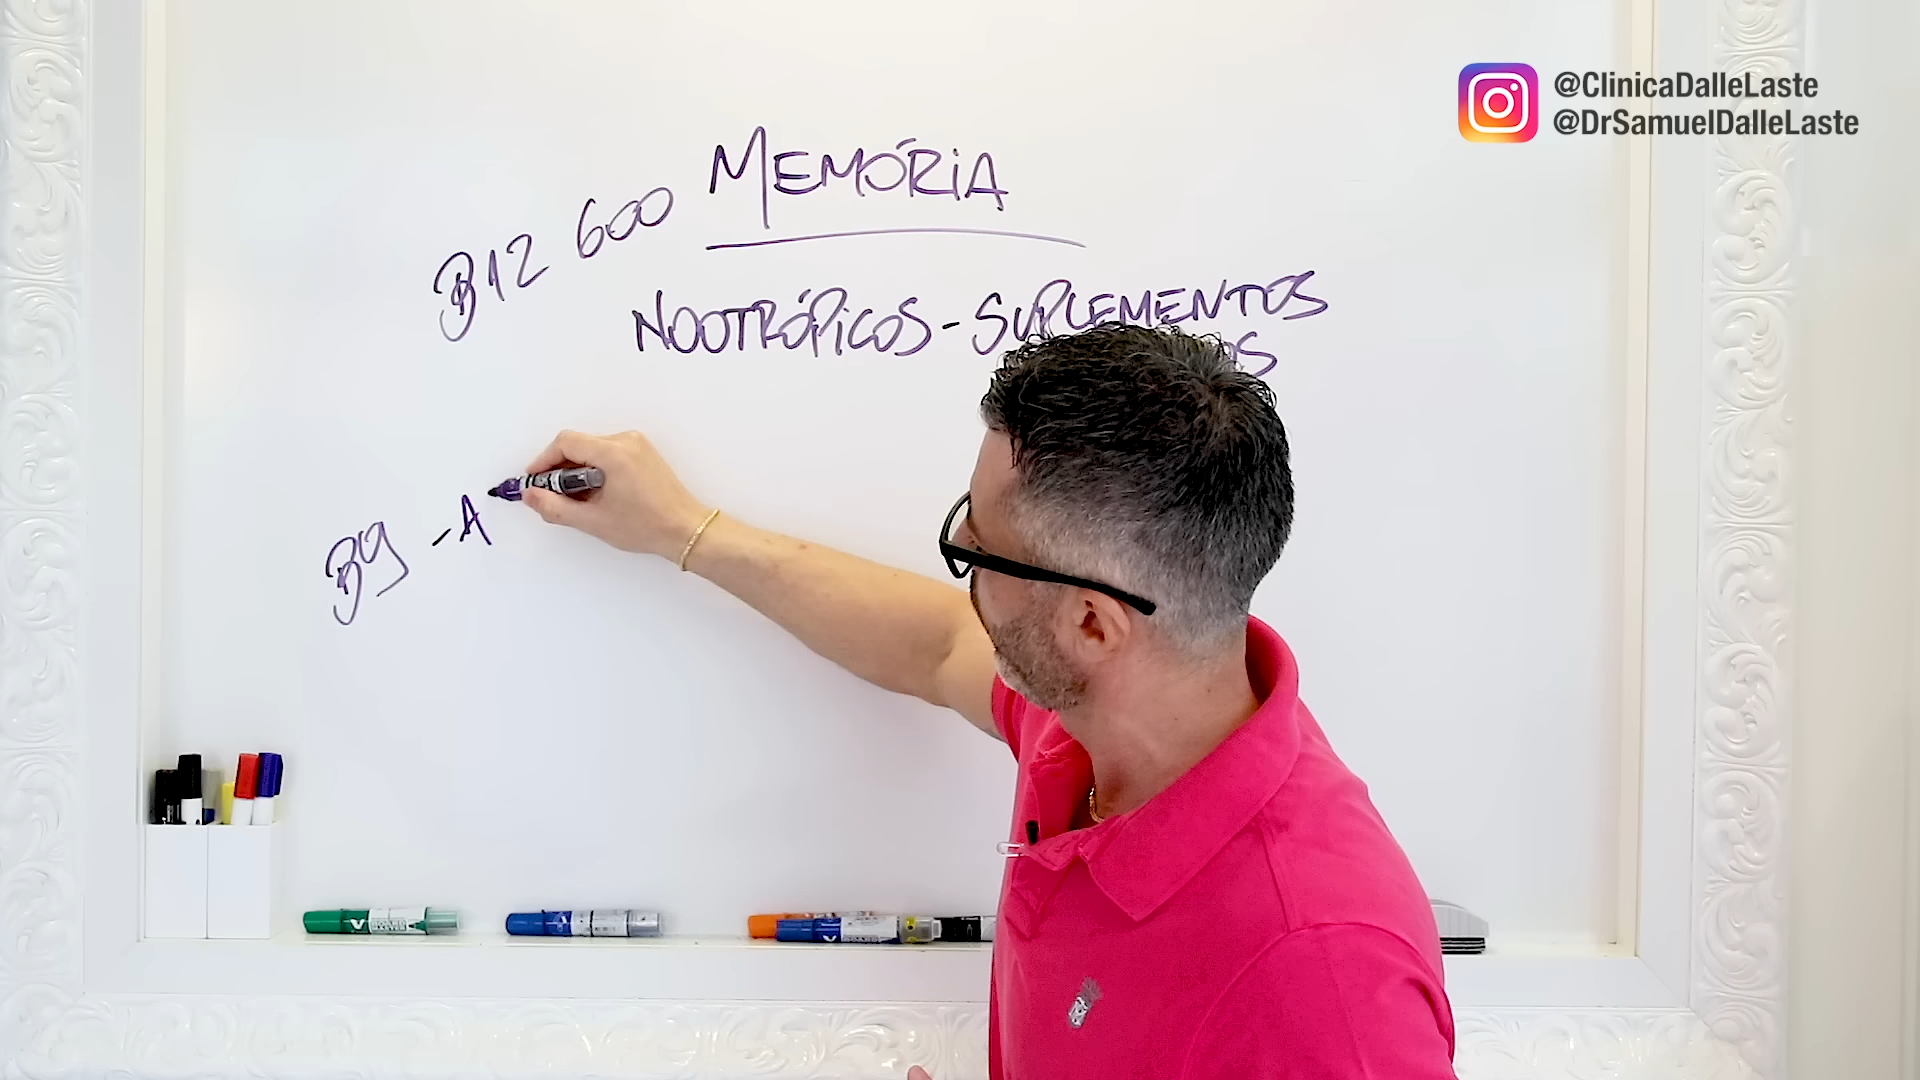 @ClinicaDalleLaste
@DrSamuelDalleLaste
MEMÓRIA
B12 600
NOOTRÓPICOS - SUPLEMENTOS
B9 - A